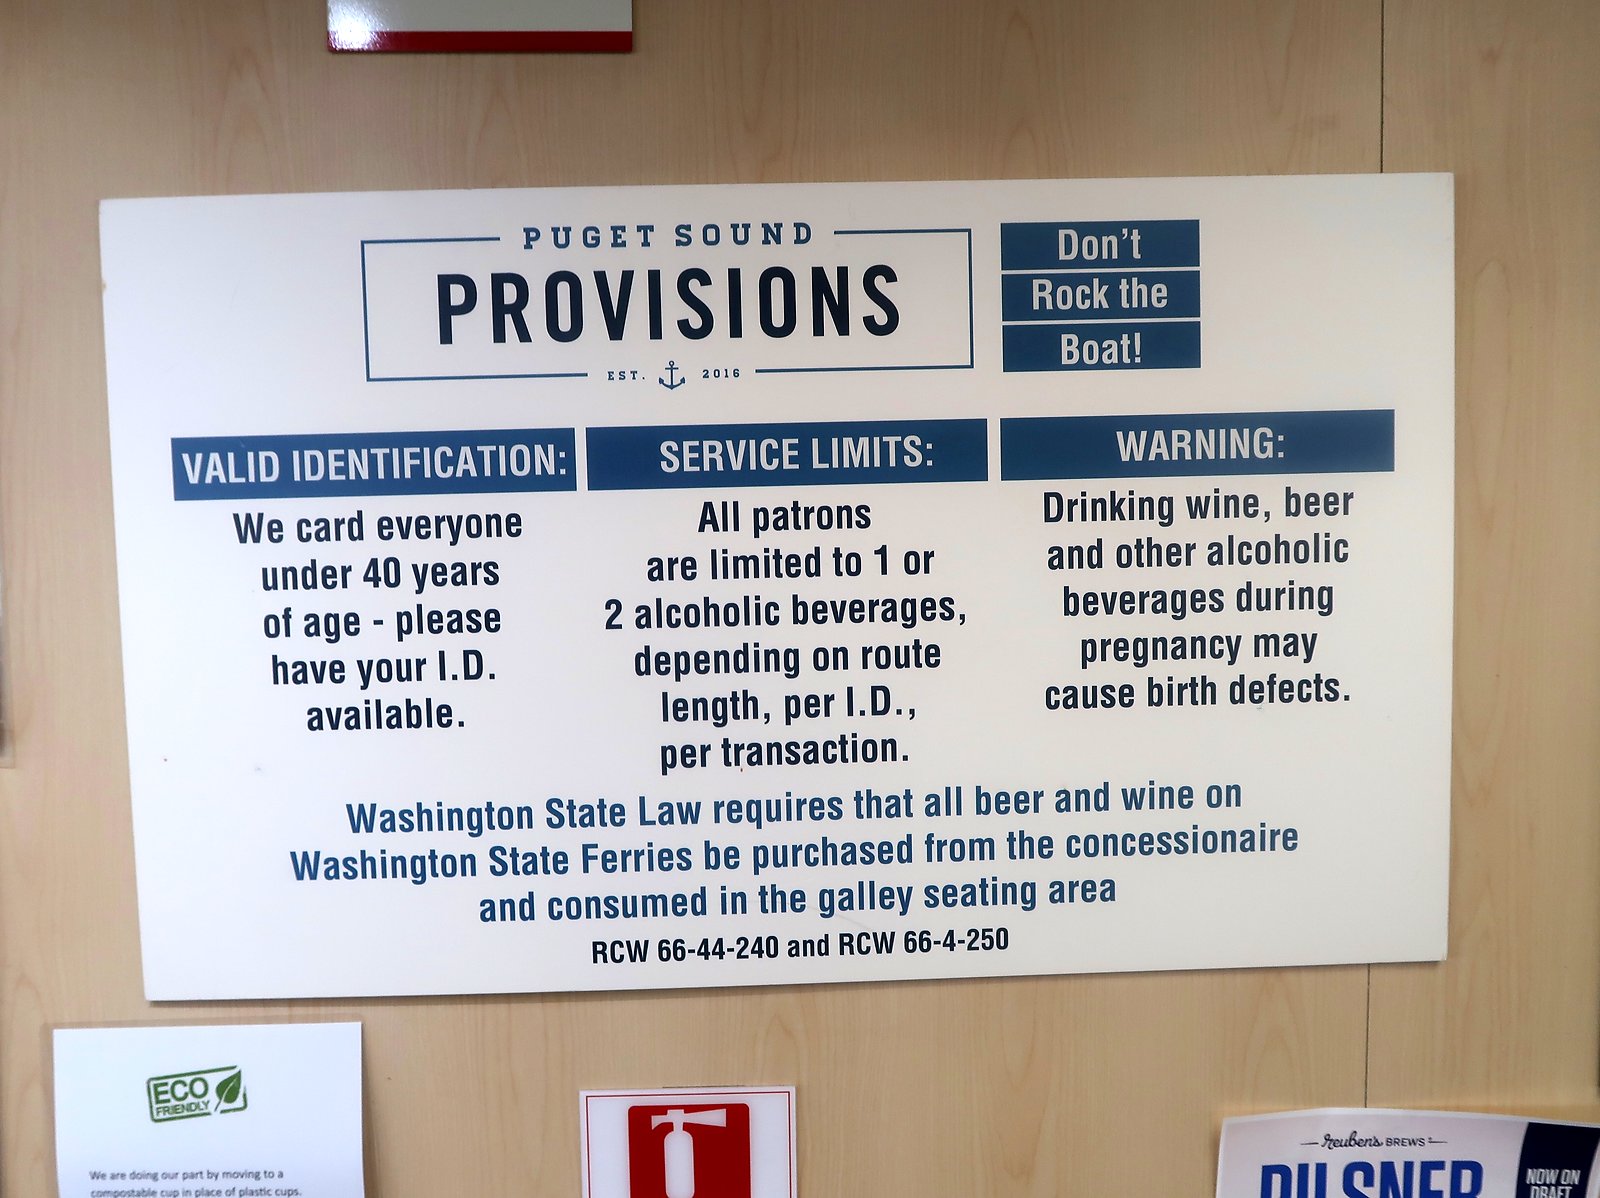 PUGET SOUND
PROVISIONS
EST. 2016
Don't
Rock the
Boat!
VALID IDENTIFICATION:
We card everyone
under 40 years
of age - please
have your I.D.
available.
SERVICE LIMITS:
All patrons
are limited to 1 or
2 alcoholic beverages,
depending on route
length, per I.D.,
per transaction.
WARNING:
Drinking wine, beer
and other alcoholic
beverages during
pregnancy may
cause birth defects.
Washington State Law requires that all beer and wine on
Washington State Ferries be purchased from the concessionaire
and consumed in the galley seating area
RCW 66-44-240 and RCW 66-4-250
ECO
FRIENDLY
We are doing our part by moving to a
compostable cup in place of plastic cups.
Reuben's BREWS
PILSNER
NOW ON
DRAFT